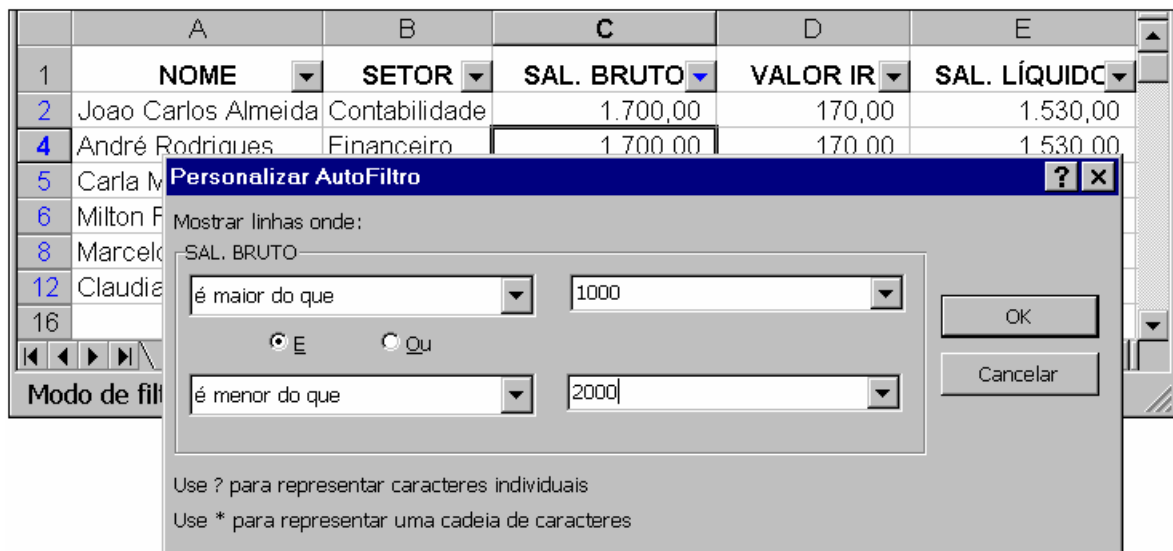 A B C D E
1 NOME SETOR SAL. BRUTO VALOR IR SAL. LÍQUIDO
2 Joao Carlos Almeida Contabilidade 1.700,00 170,00 1.530,00
4 André Rodrigues Financeiro 1.700,00 170,00 1.530,00
5 Carla
6 Milton
8 Marcelo
12 Claudia
16
Modo de
Personalizar AutoFiltro ? ×
Mostrar linhas onde:
SAL. BRUTO
é maior do que 1000
E Ou
é menor do que 2000
OK
Cancelar
Use ? para representar caracteres individuais
Use * para representar uma cadeia de caracteres